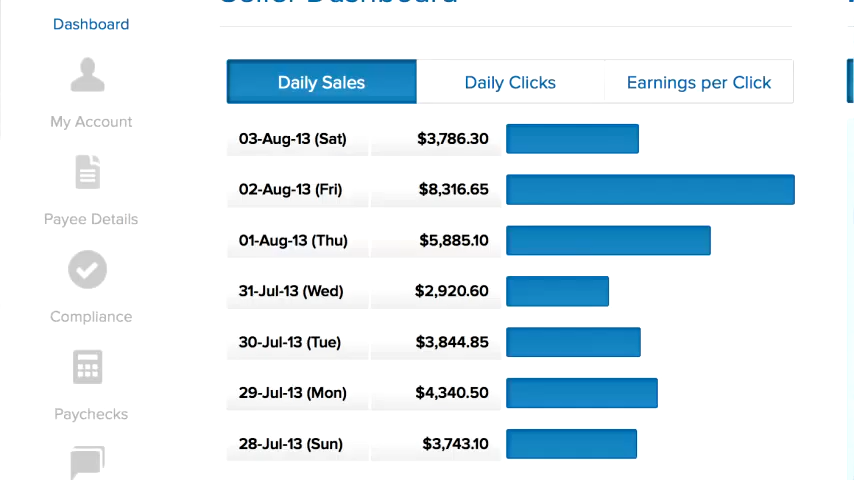 Seller Dashboard
Dashboard
My Account
Payee Details
Compliance
Paychecks
Daily Sales Daily Clicks Earnings per Click
03-Aug-13 (Sat) $3,786.30
02-Aug-13 (Fri) $8,316.65
01-Aug-13 (Thu) $5,885.10
31-Jul-13 (Wed) $2,920.60
30-Jul-13 (Tue) $3,844.85
29-Jul-13 (Mon) $4,340.50
28-Jul-13 (Sun) $3,743.10